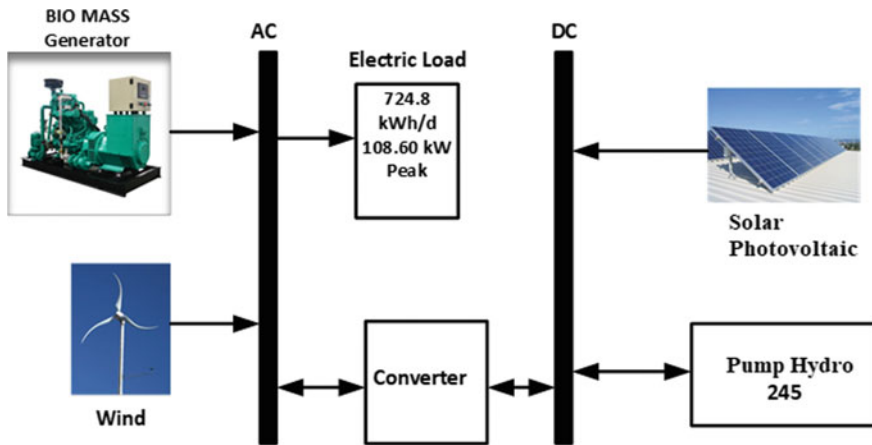 BIO MASS
Generator
AC
Electric Load
724.8
kWh/d
108.60 kW
Peak
DC
Solar
Photovoltaic
Wind
Converter
Pump Hydro
245